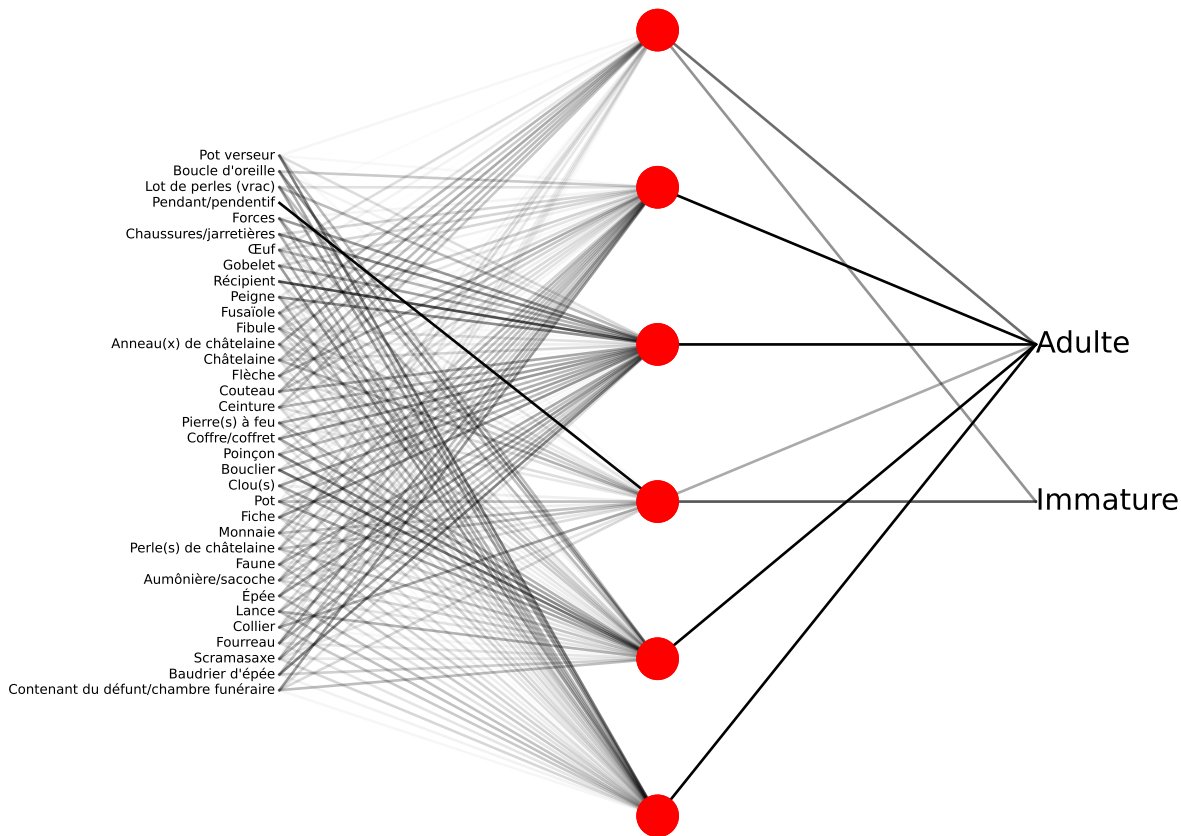 Pot verseur
Boucle d'oreille
Lot de perles (vrac)
Pendant/pendentif
Forces
Chaussures/jarretières
Œuf
Gobelet
Récipient
Peigne
Fusaïole
Fibule
Anneau(x) de châtelaine
Châtelaine
Flèche
Couteau
Ceinture
Pierre(s) à feu
Coffre/coffret
Poinçon
Bouclier
Clou(s)
Pot
Fiche
Monnaie
Perle(s) de châtelaine
Faune
Aumônière/sacoche
Épée
Lance
Collier
Fourreau
Scramasaxe
Baudrier d'épée
Contenant du défunt/chambre funéraire
Adulte
Immature